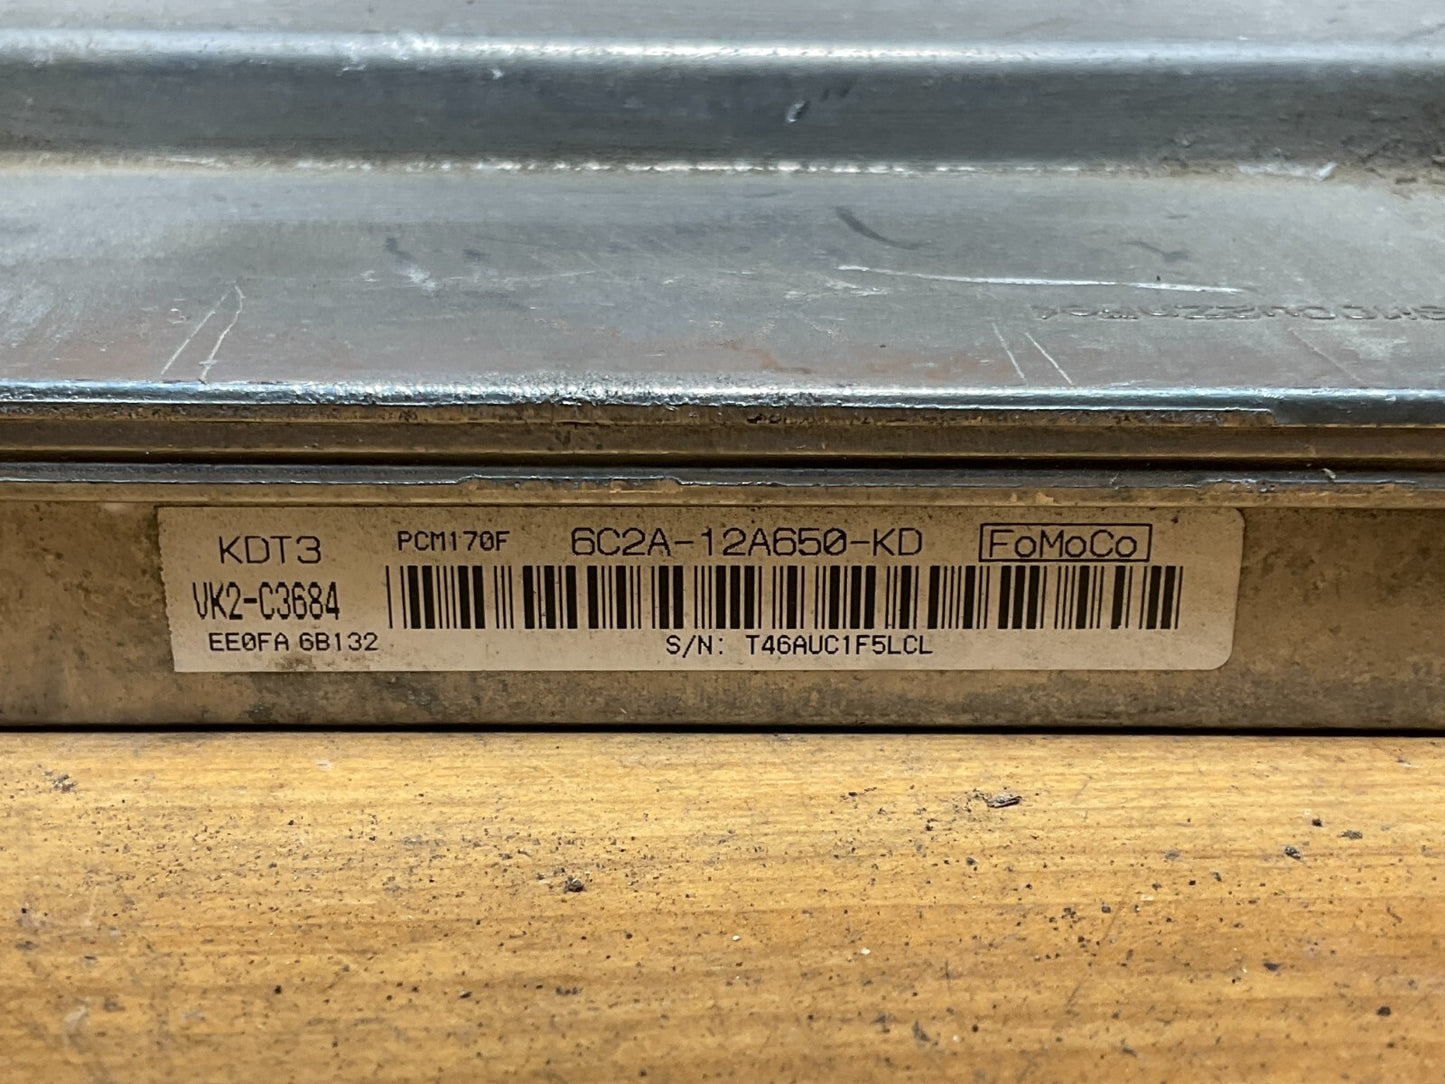 KDT3 PCM170F 6C2A-12A650-KD FoMoCo
VK2-C3684
EE0FA 6B132 S/N: T46AUC1F5LCL